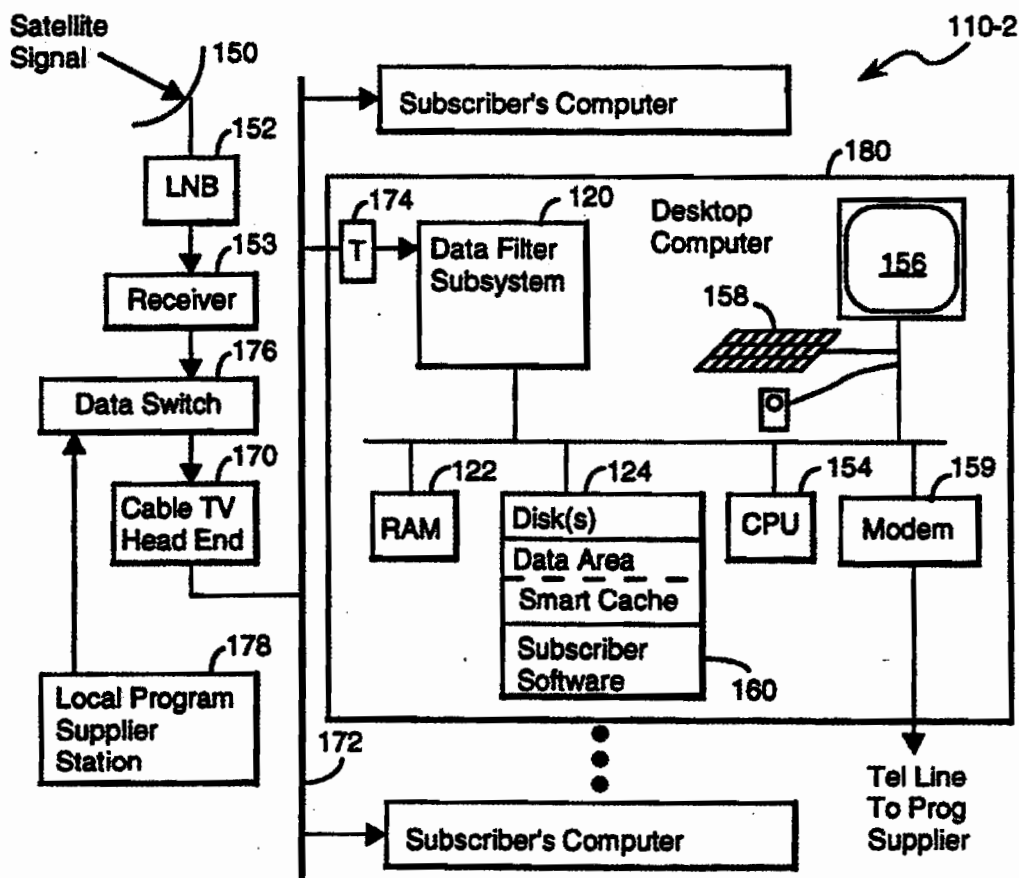 Satellite
Signal
150
110-2
Subscriber's Computer
152
LNB
180
174
T
120
Data Filter
Subsystem
Desktop
Computer
156
153
Receiver
158
176
Data Switch
170
Cable TV
Head End
122
RAM
124
Disk(s)
Data Area
Smart Cache
Subscriber
Software
160
154
CPU
159
Modem
178
Local Program
Supplier
Station
172
Tel Line
To Prog
Supplier
Subscriber's Computer